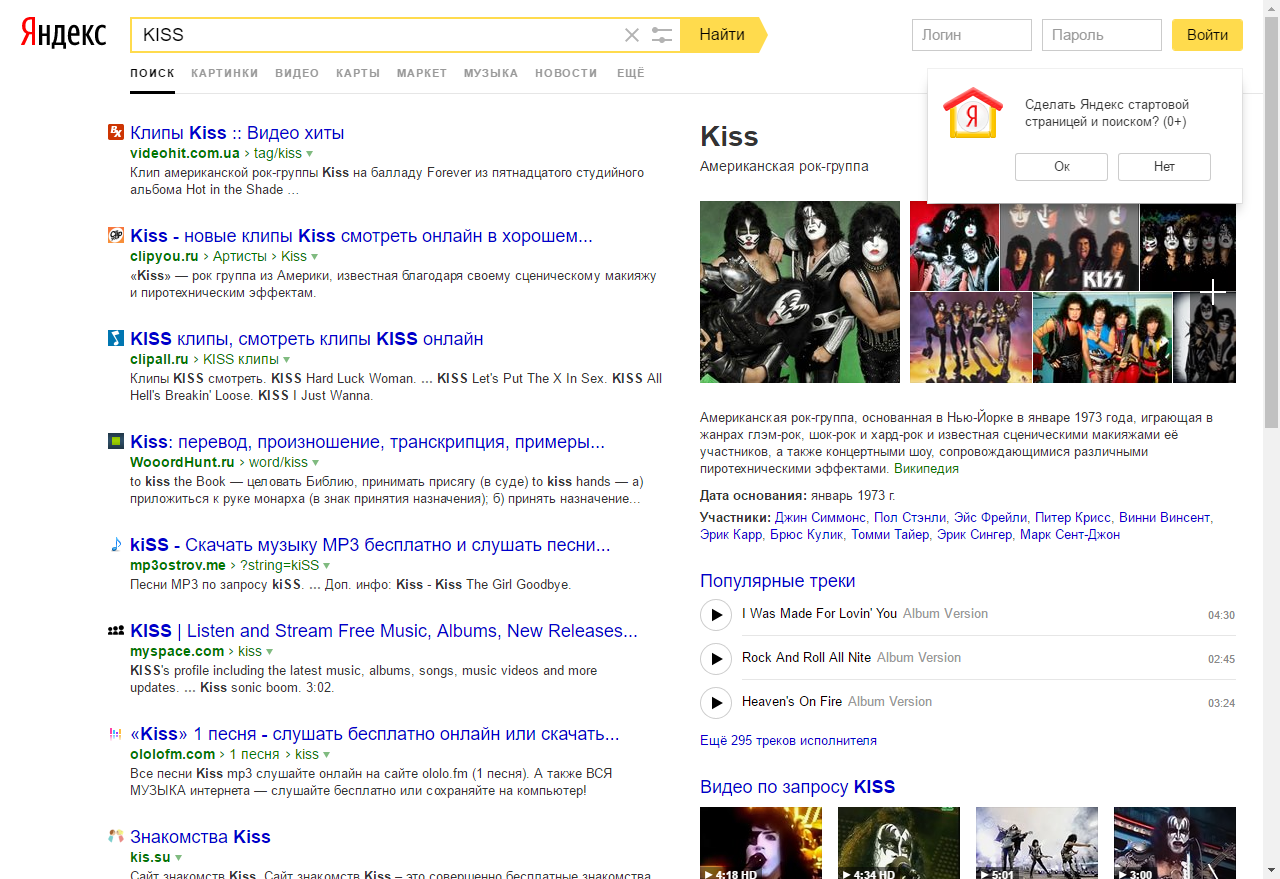 Яндекс
KISS
Найти
Логин
Пароль
Войти
ПОИСК КАРТИНКИ ВИДЕО КАРТЫ МАРКЕТ МУЗЫКА НОВОСТИ ЕЩЁ
Я
Сделать Яндекс стартовой
страницей и поиском? (0+)
Ок
Нет
Клипы Kiss :: Видео хиты
videohit.com.ua › tag/kiss
Клип американской рок-группы Kiss на балладу Forever из пятнадцатого студийного
альбома Hot in the Shade ...
Kiss - новые клипы Kiss смотреть онлайн в хорошем...
clipyou.ru › Артисты › Kiss
«Kiss» — рок группа из Америки, известная благодаря своему сценическому макияжу
и пиротехническим эффектам.
KISS клипы, смотреть клипы KISS онлайн
clipall.ru › KISS клипы
Клипы KISS смотреть. KISS Hard Luck Woman. ... KISS Let's Put The X In Sex. KISS All
Hell's Breakin' Loose. KISS I Just Wanna.
Kiss: перевод, произношение, транскрипция, примеры...
WooordHunt.ru › word/kiss
to kiss the Book — целовать Библию, принимать присягу (в суде) to kiss hands — а)
приложиться к руке монарха (в знак принятия назначения); б) принять назначение...
kiSS - Скачать музыку MP3 бесплатно и слушать песни...
mp3ostrov.me › ?string=kiSS
Песни MP3 по запросу kiSS. ... Доп. инфо: Kiss - Kiss The Girl Goodbye.
KISS | Listen and Stream Free Music, Albums, New Releases...
myspace.com › kiss
KISS's profile including the latest music, albums, songs, music videos and more
updates. ... Kiss sonic boom. 3:02.
«Kiss» 1 песня - слушать бесплатно онлайн или скачать...
ololofm.com › 1 песня › kiss
Все песни Kiss mp3 слушайте онлайн на сайте ololo.fm (1 песня). А также ВСЯ
МУЗЫКА интернета — слушайте бесплатно или сохраняйте на компьютер!
Знакомства Kiss
kis.su
Сайт знакомств Kiss. Сайт знакомств Kiss – это совершенно бесплатные знакомства
Kiss
Американская рок-группа
KISS
Американская рок-группа, основанная в Нью-Йорке в январе 1973 года, играющая в
жанрах глэм-рок, шок-рок и хард-рок и известная сценическими макияжами её
участников, а также концертными шоу, сопровождающимися различными
пиротехническими эффектами. Википедия
Дата основания: январь 1973 г.
Участники: Джин Симмонс, Пол Стэнли, Эйс Фрейли, Питер Крисс, Винни Винсент,
Эрик Карр, Брюс Кулик, Томми Тайер, Эрик Сингер, Марк Сент-Джон
Популярные треки
I Was Made For Lovin' You Album Version 04:30
Rock And Roll All Nite Album Version 02:45
Heaven's On Fire Album Version 03:24
Ещё 295 треков исполнителя
Видео по запросу KISS
4:18 HD
4:34 HD
5:01
3:00